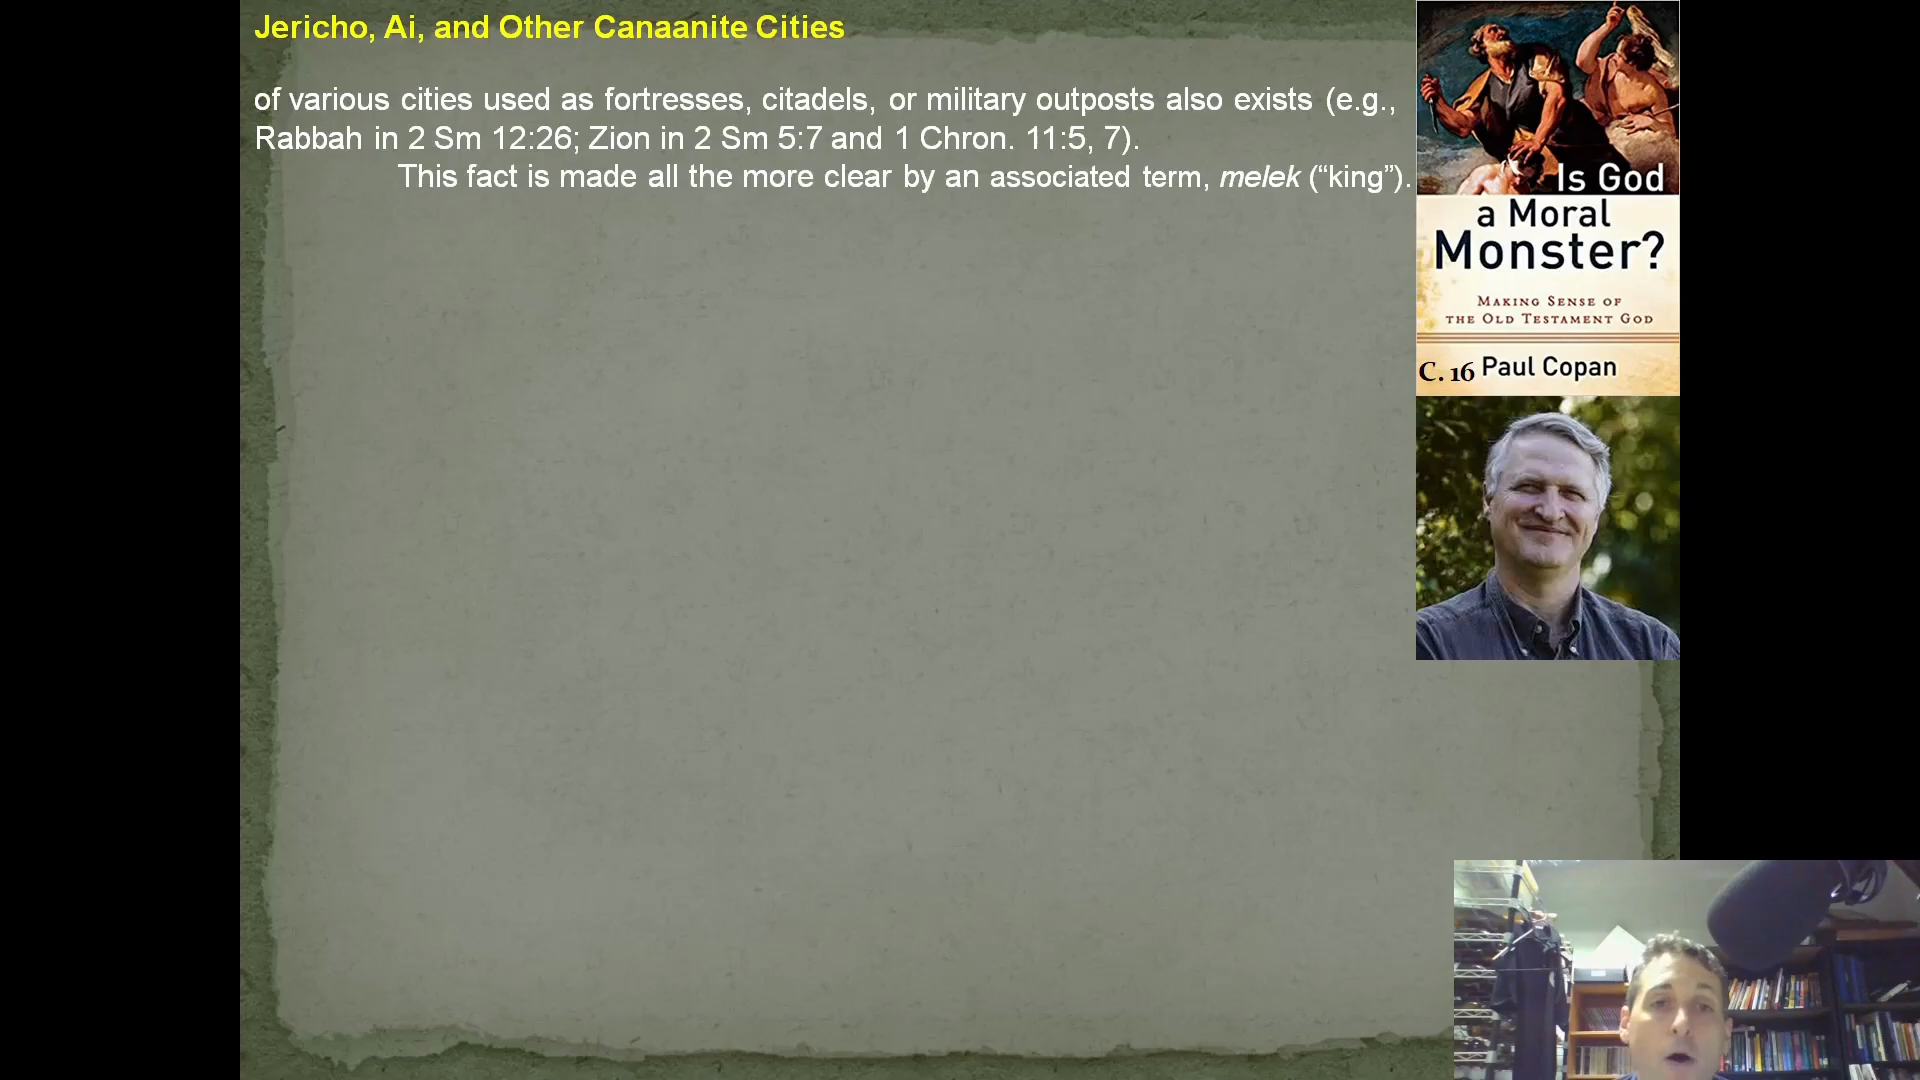 Jericho, Ai, and Other Canaanite Cities
of various cities used as fortresses, citadels, or military outposts also exists (e.g.,
Rabbah in 2 Sm 12:26; Zion in 2 Sm 5:7 and 1 Chron. 11:5, 7).
This fact is made all the more clear by an associated term, melek (“king”).
Is God
a Moral
Monster?
Making Sense of
the Old Testament God
C. 16 Paul Copan